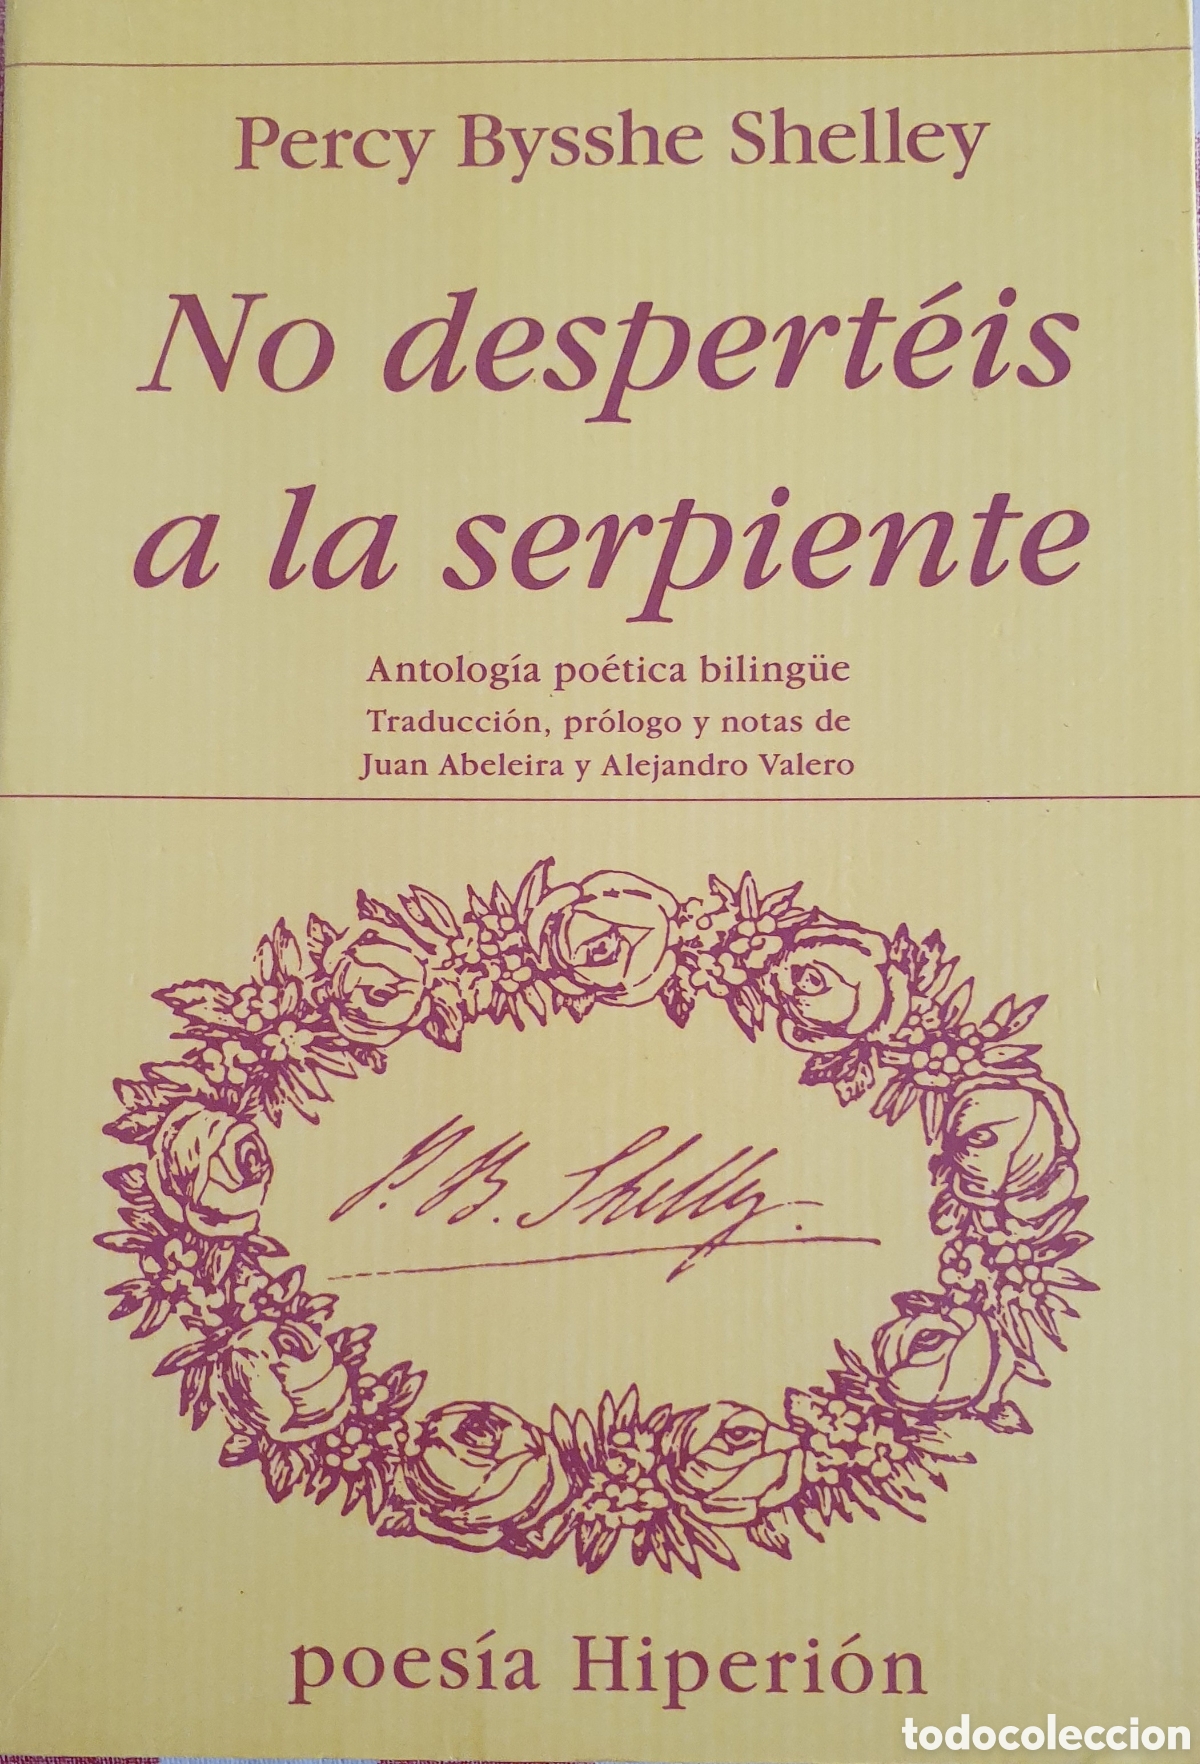 Percy Bysshe Shelley
No despertéis
a la serpiente
Antología poética bilingüe
Traducción, prólogo y notas de
Juan Abeleira y Alejandro Valero
P. B. Shelley.
poesía Hiperión
todocoleccion